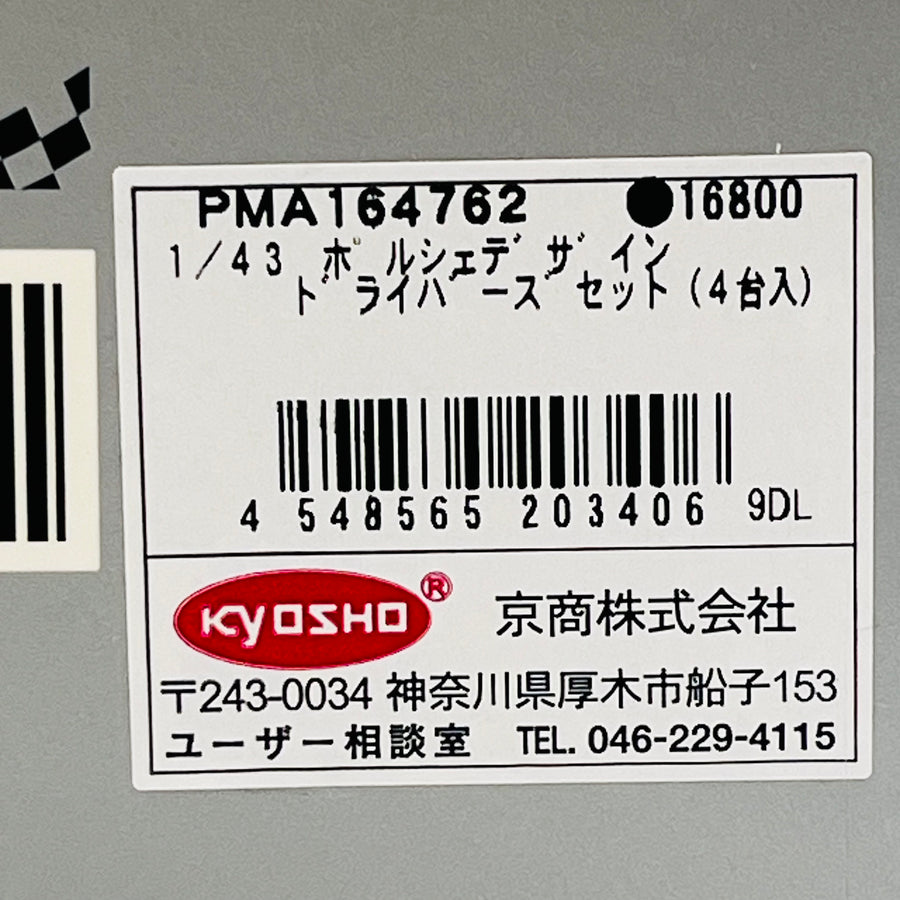 PMA164762 ●16800
1/43 ポルシェデザイン
ドライバーズセット(4台入)
4 548565 203406 9DL
KYOSHO® 京商株式会社
〒243-0034 神奈川県厚木市船子153
ユーザー相談室 TEL. 046-229-4115